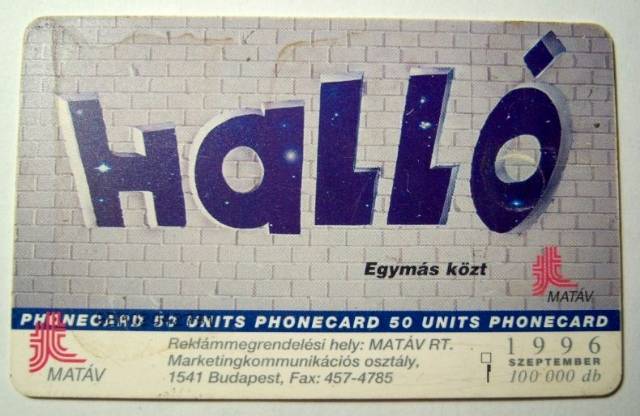 HaLLÓ
Egymás közt
MATÁV
PHONECARD 50 UNITS PHONECARD 50 UNITS PHONECARD
MATÁV
Reklámmegrendelési hely: MATÁV RT.
Marketingkommunikációs osztály,
1541 Budapest, Fax: 457-4785
1996
SZEPTEMBER
100 000 db